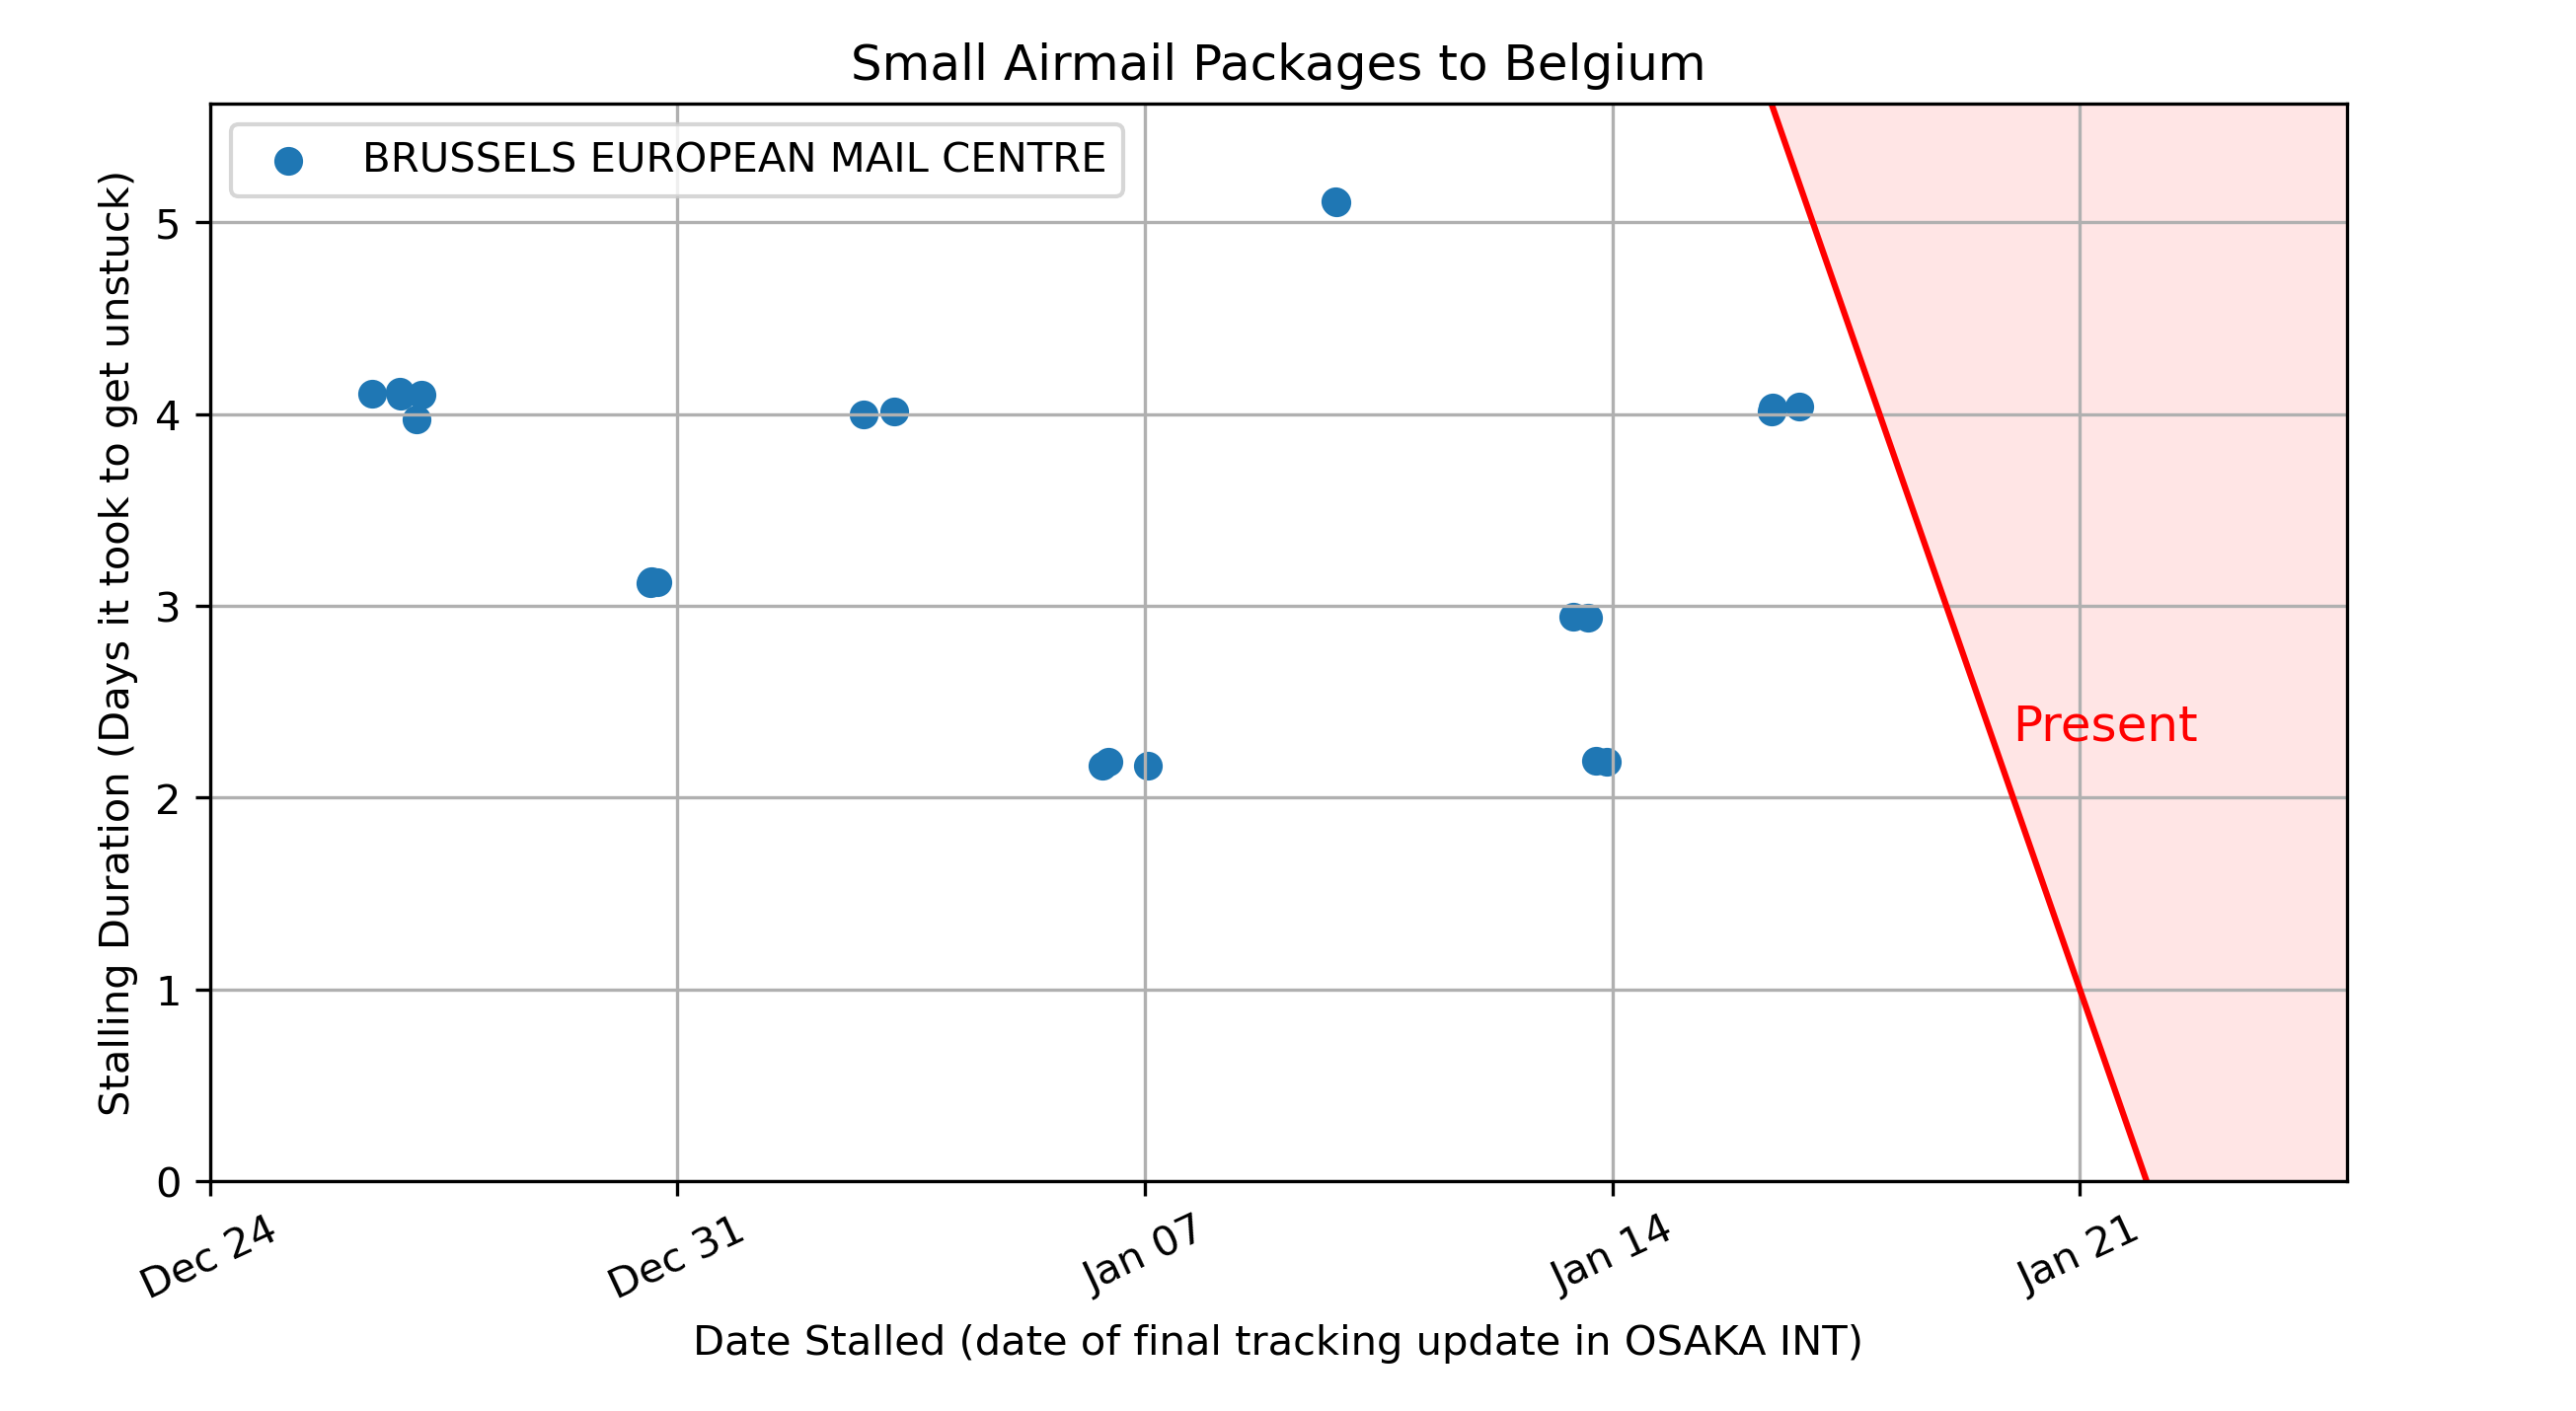 Small Airmail Packages to Belgium
BRUSSELS EUROPEAN MAIL CENTRE
Stalling Duration (Days it took to get unstuck)
5
4
3
2
1
0
Present
Dec 24
Dec 31
Jan 07
Jan 14
Jan 21
Date Stalled (date of final tracking update in OSAKA INT)